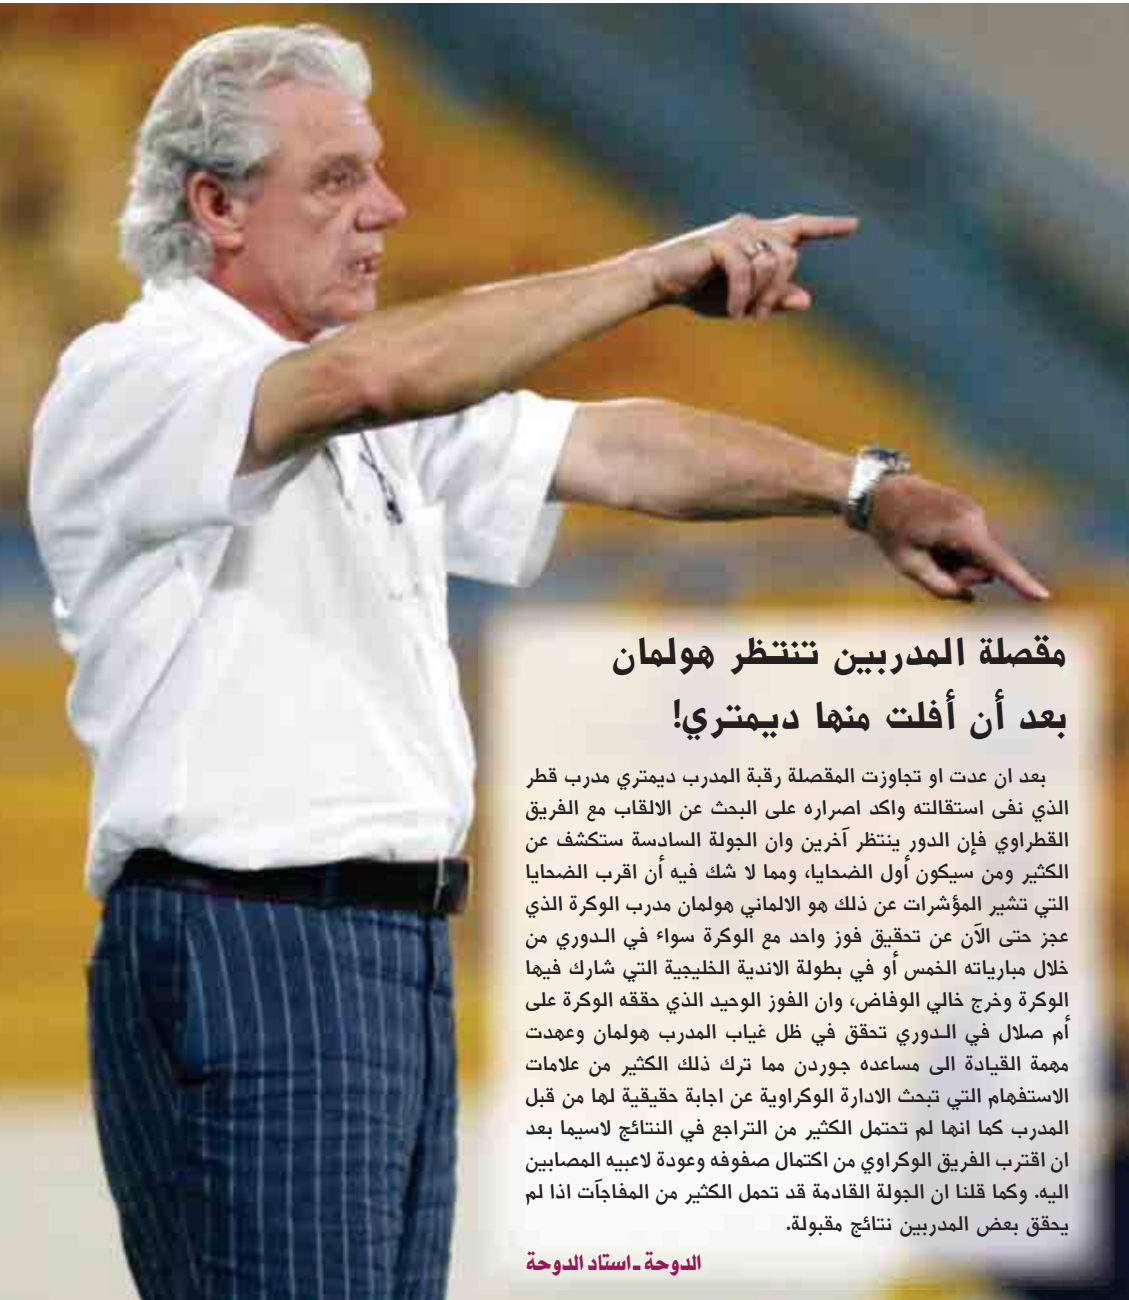 مقصلة المدربين تنتظر هولمان
بعد أن أفلت منها ديمتري!
بعد ان عدت او تجاوزت المقصلة رقبة المدرب ديمتري مدرب قطر
الذي نفى استقالته واكد اصراره على البحث عن الالقاب مع الفريق
القطراوي فإن الدور ينتظر آخرين وان الجولة السادسة ستكشف عن
الكثير ومن سيكون أول الضحايا، ومما لا شك فيه أن اقرب الضحايا
التي تشير المؤشرات عن ذلك هو الالماني هولمان مدرب الوكرة الذي
عجز حتى الآن عن تحقيق فوز واحد مع الوكرة سواء في الدوري من
خلال مبارياته الخمس أو في بطولة الاندية الخليجية التي شارك فيها
الوكرة وخرج خالي الوفاض، وان الفوز الوحيد الذي حققه الوكرة على
أم صلال في الدوري تحقق في ظل غياب المدرب هولمان وعهدت
مهمة القيادة الى مساعده جوردن مما ترك ذلك الكثير من علامات
الاستفهام التي تبحث الادارة الوكراوية عن اجابة حقيقية لها من قبل
المدرب كما انها لم تحتمل الكثير من التراجع في النتائج لاسيما بعد
ان اقترب الفريق الوكراوي من اكتمال صفوفه وعودة لاعبيه المصابين
اليه. وكما قلنا ان الجولة القادمة قد تحمل الكثير من المفاجآت اذا لم
يحقق بعض المدربين نتائج مقبولة.
الدوحة ـ استاد الدوحة